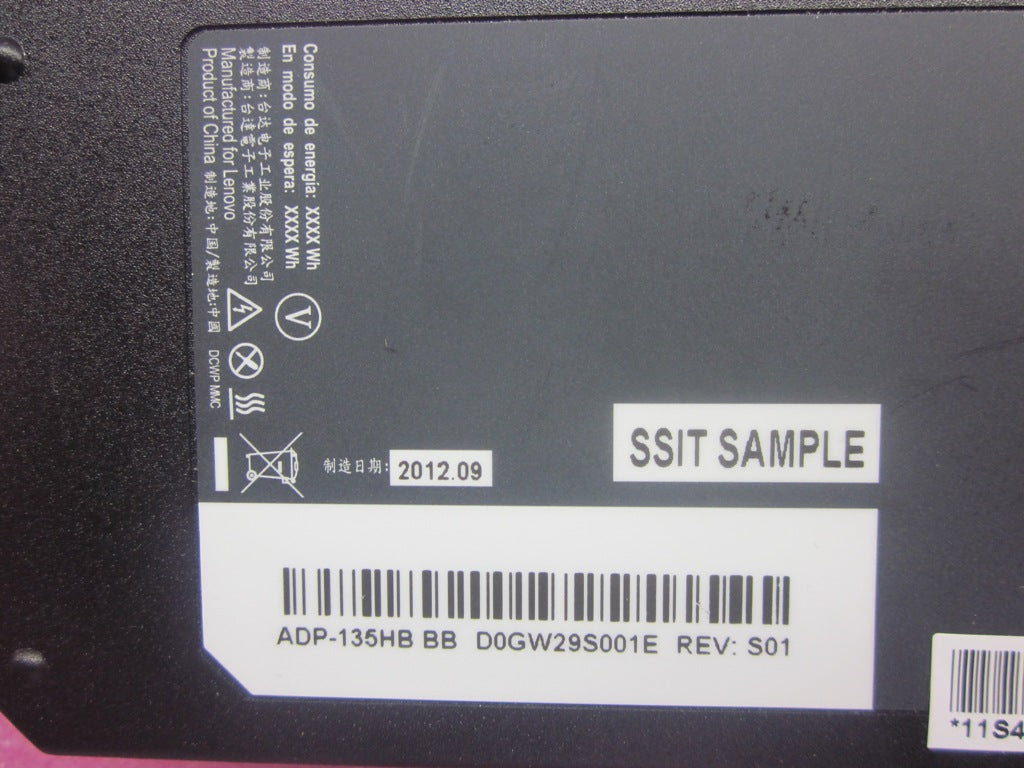 Consumo de energia: XXXX Wh
En modo de espera: XXXX Wh
制造商:台达电子工业股份有限公司
製造商:台達電子工業股份有限公司
Manufactured for Lenovo
Product of China 制造地:中国/製造地:中國 DCWP MMC
V
制造日期: 2012.09
SSIT SAMPLE
ADP-135HB BB D0GW29S001E REV: S01
*11S4